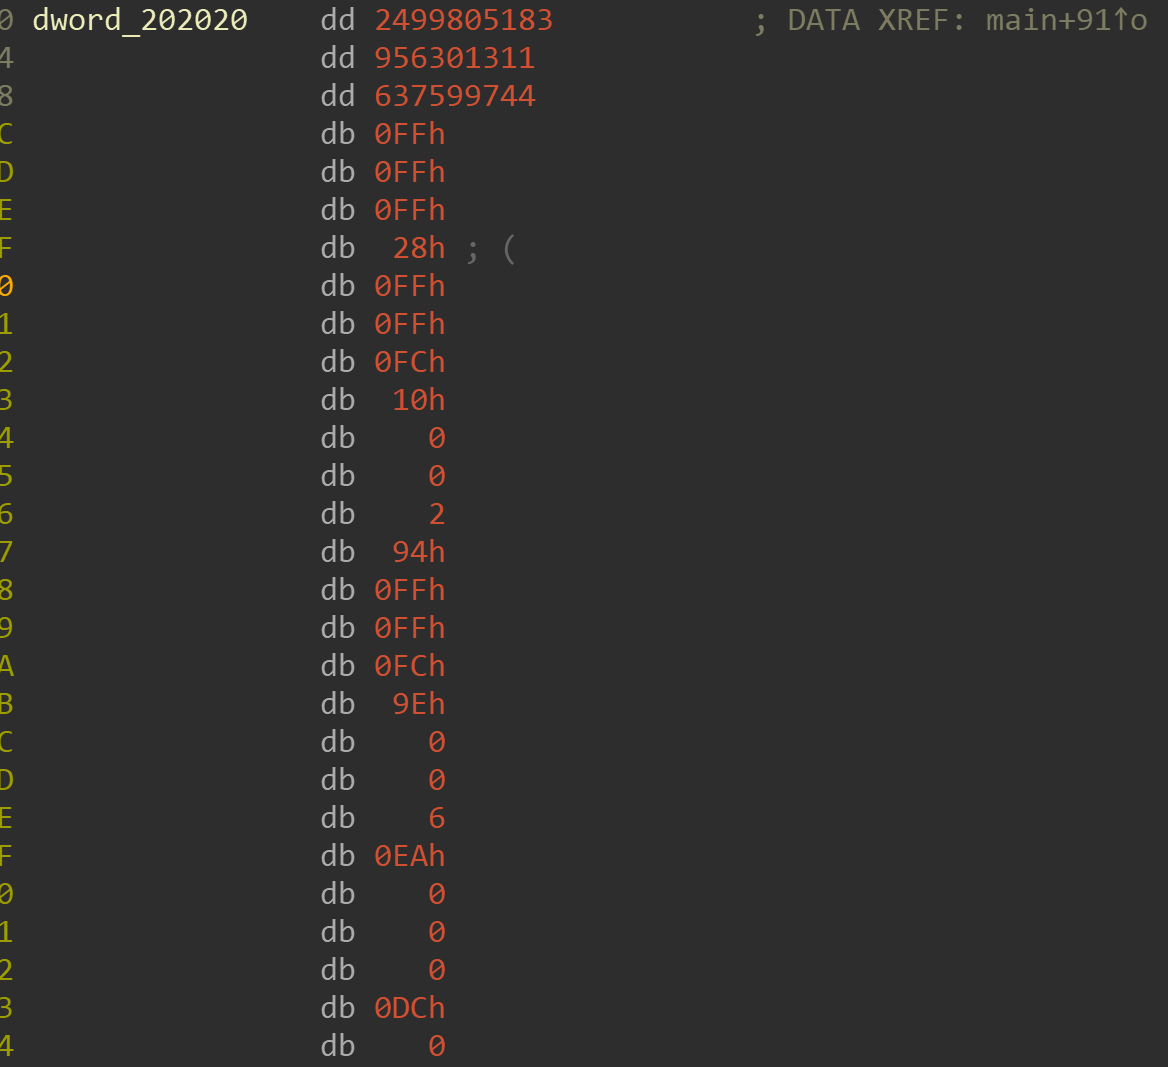 0 dword_202020 dd 2499805183 ; DATA XREF: main+91↑o
4 dd 956301311
8 dd 637599744
C db 0FFh
D db 0FFh
E db 0FFh
F db 28h ; (
0 db 0FFh
1 db 0FFh
2 db 0FCh
3 db 10h
4 db 0
5 db 0
6 db 2
7 db 94h
8 db 0FFh
9 db 0FFh
A db 0FCh
B db 9Eh
C db 0
D db 0
E db 6
F db 0EAh
0 db 0
1 db 0
2 db 0
3 db 0DCh
4 db 0